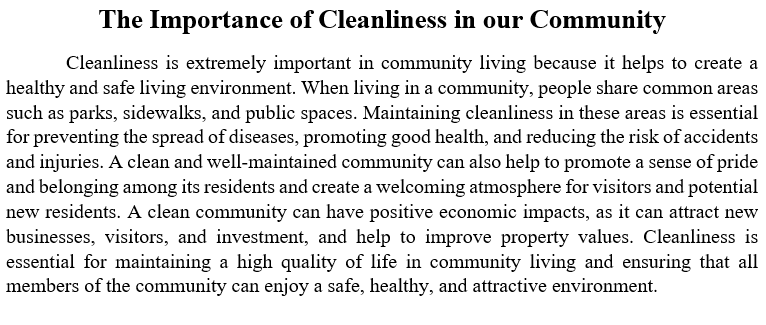 The Importance of Cleanliness in our Community
Cleanliness is extremely important in community living because it helps to create a
healthy and safe living environment. When living in a community, people share common areas
such as parks, sidewalks, and public spaces. Maintaining cleanliness in these areas is essential
for preventing the spread of diseases, promoting good health, and reducing the risk of accidents
and injuries. A clean and well-maintained community can also help to promote a sense of pride
and belonging among its residents and create a welcoming atmosphere for visitors and potential
new residents. A clean community can have positive economic impacts, as it can attract new
businesses, visitors, and investment, and help to improve property values. Cleanliness is
essential for maintaining a high quality of life in community living and ensuring that all
members of the community can enjoy a safe, healthy, and attractive environment.